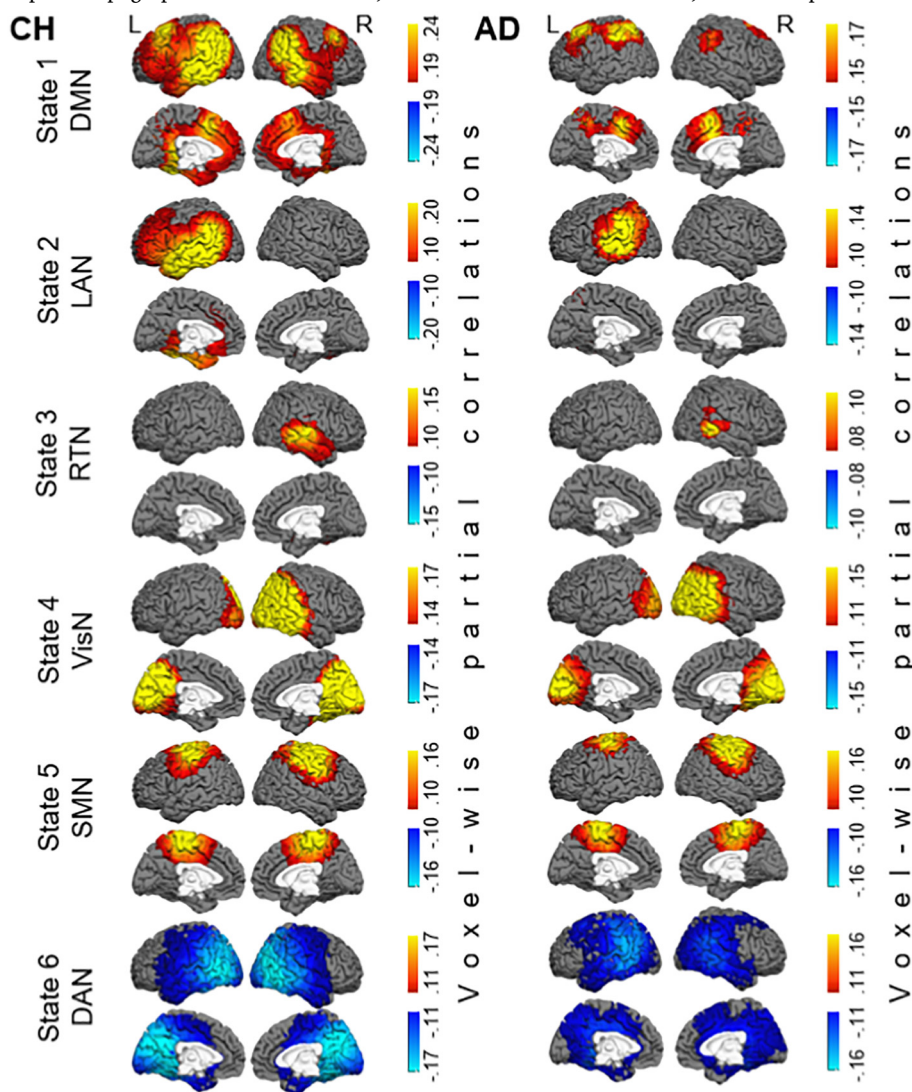 CH
L
R
AD
L
R
State 1
DMN
.19 .24
-.24 -.19
.15 .17
-.17 -.15
State 2
LAN
.10 .20
-.20 -.10
.10 .14
-.14 -.10
State 3
RTN
.10 .15
-.15 -.10
.08 .10
-.10 -.08
State 4
VisN
.14 .17
-.17 -.14
.11 .15
-.15 -.11
State 5
SMN
.10 .16
-.16 -.10
.10 .16
-.16 -.10
State 6
DAN
.11 .17
-.17 -.11
.11 .16
-.16 -.11
Voxel-wise partial correlations
Voxel-wise partial correlations